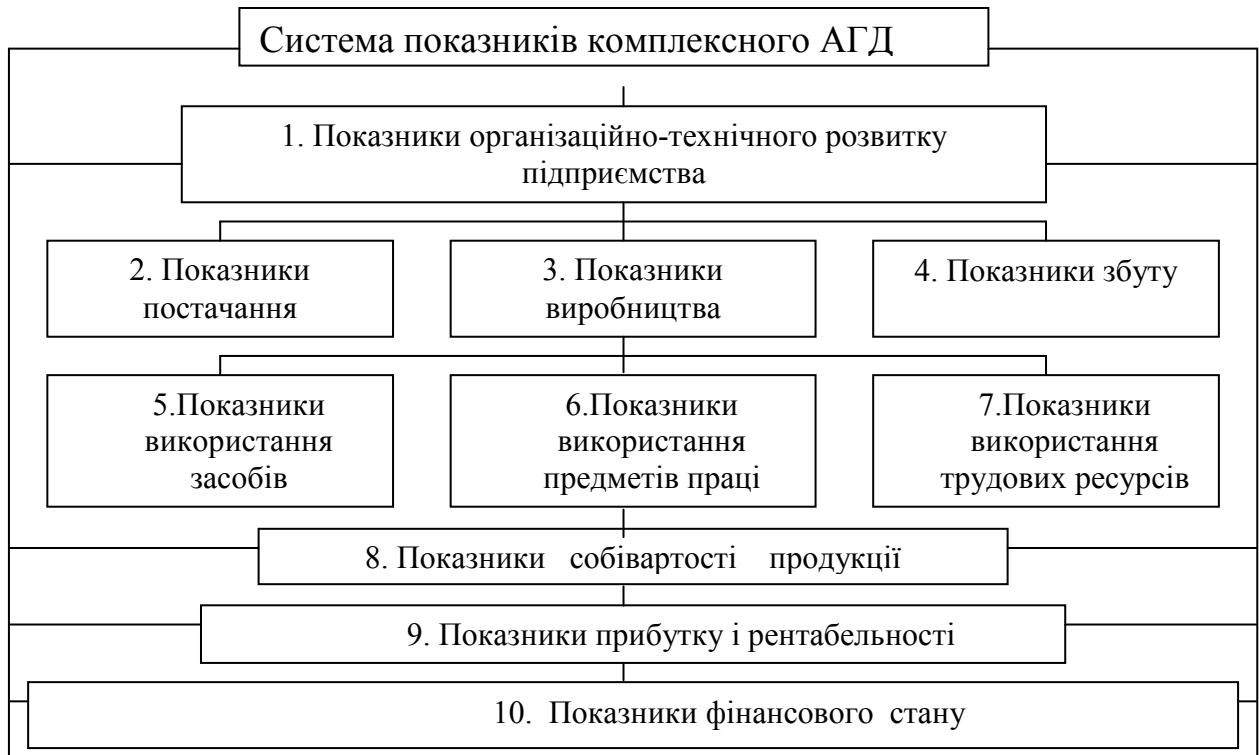 Система показників комплексного АГД
1. Показники організаційно-технічного розвитку
підприємства
2. Показники
постачання
3. Показники
виробництва
4. Показники збуту
5.Показники
використання
засобів
6.Показники
використання
предметів праці
7.Показники
використання
трудових ресурсів
8. Показники собівартості продукції
9. Показники прибутку і рентабельності
10. Показники фінансового стану